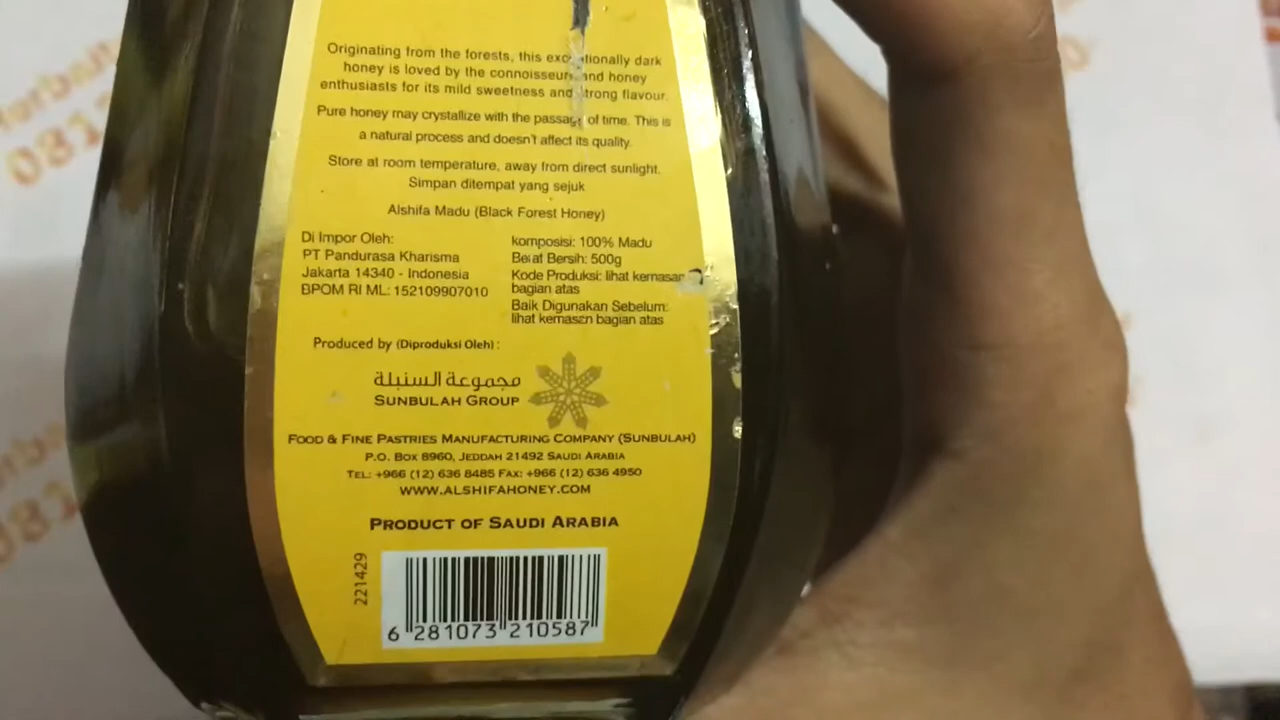 Originating from the forests, this exceptionally dark
honey is loved by the connoisseurs and honey
enthusiasts for its mild sweetness and strong flavour.
Pure honey may crystallize with the passage of time. This is
a natural process and doesn't affect its quality.
Store at room temperature, away from direct sunlight.
Simpan ditempat yang sejuk
Alshifa Madu (Black Forest Honey)
Di Impor Oleh:
PT Pandurasa Kharisma
Jakarta 14340 - Indonesia
BPOM RI ML: 152109907010
komposisi: 100% Madu
Berat Bersih: 500g
Kode Produksi: lihat kemasan
bagian atas
Baik Digunakan Sebelum:
lihat kemasan bagian atas
Produced by (Diproduksi Oleh) :
مجموعة السنبلة
SUNBULAH GROUP
FOOD & FINE PASTRIES MANUFACTURING COMPANY (SUNBULAH)
P.O. BOX 8960, JEDDAH 21492 SAUDI ARABIA
TEL: +966 (12) 636 8485 FAX: +966 (12) 636 4950
WWW.ALSHIFAHONEY.COM
PRODUCT OF SAUDI ARABIA
221429
6 281073 210587
081
081